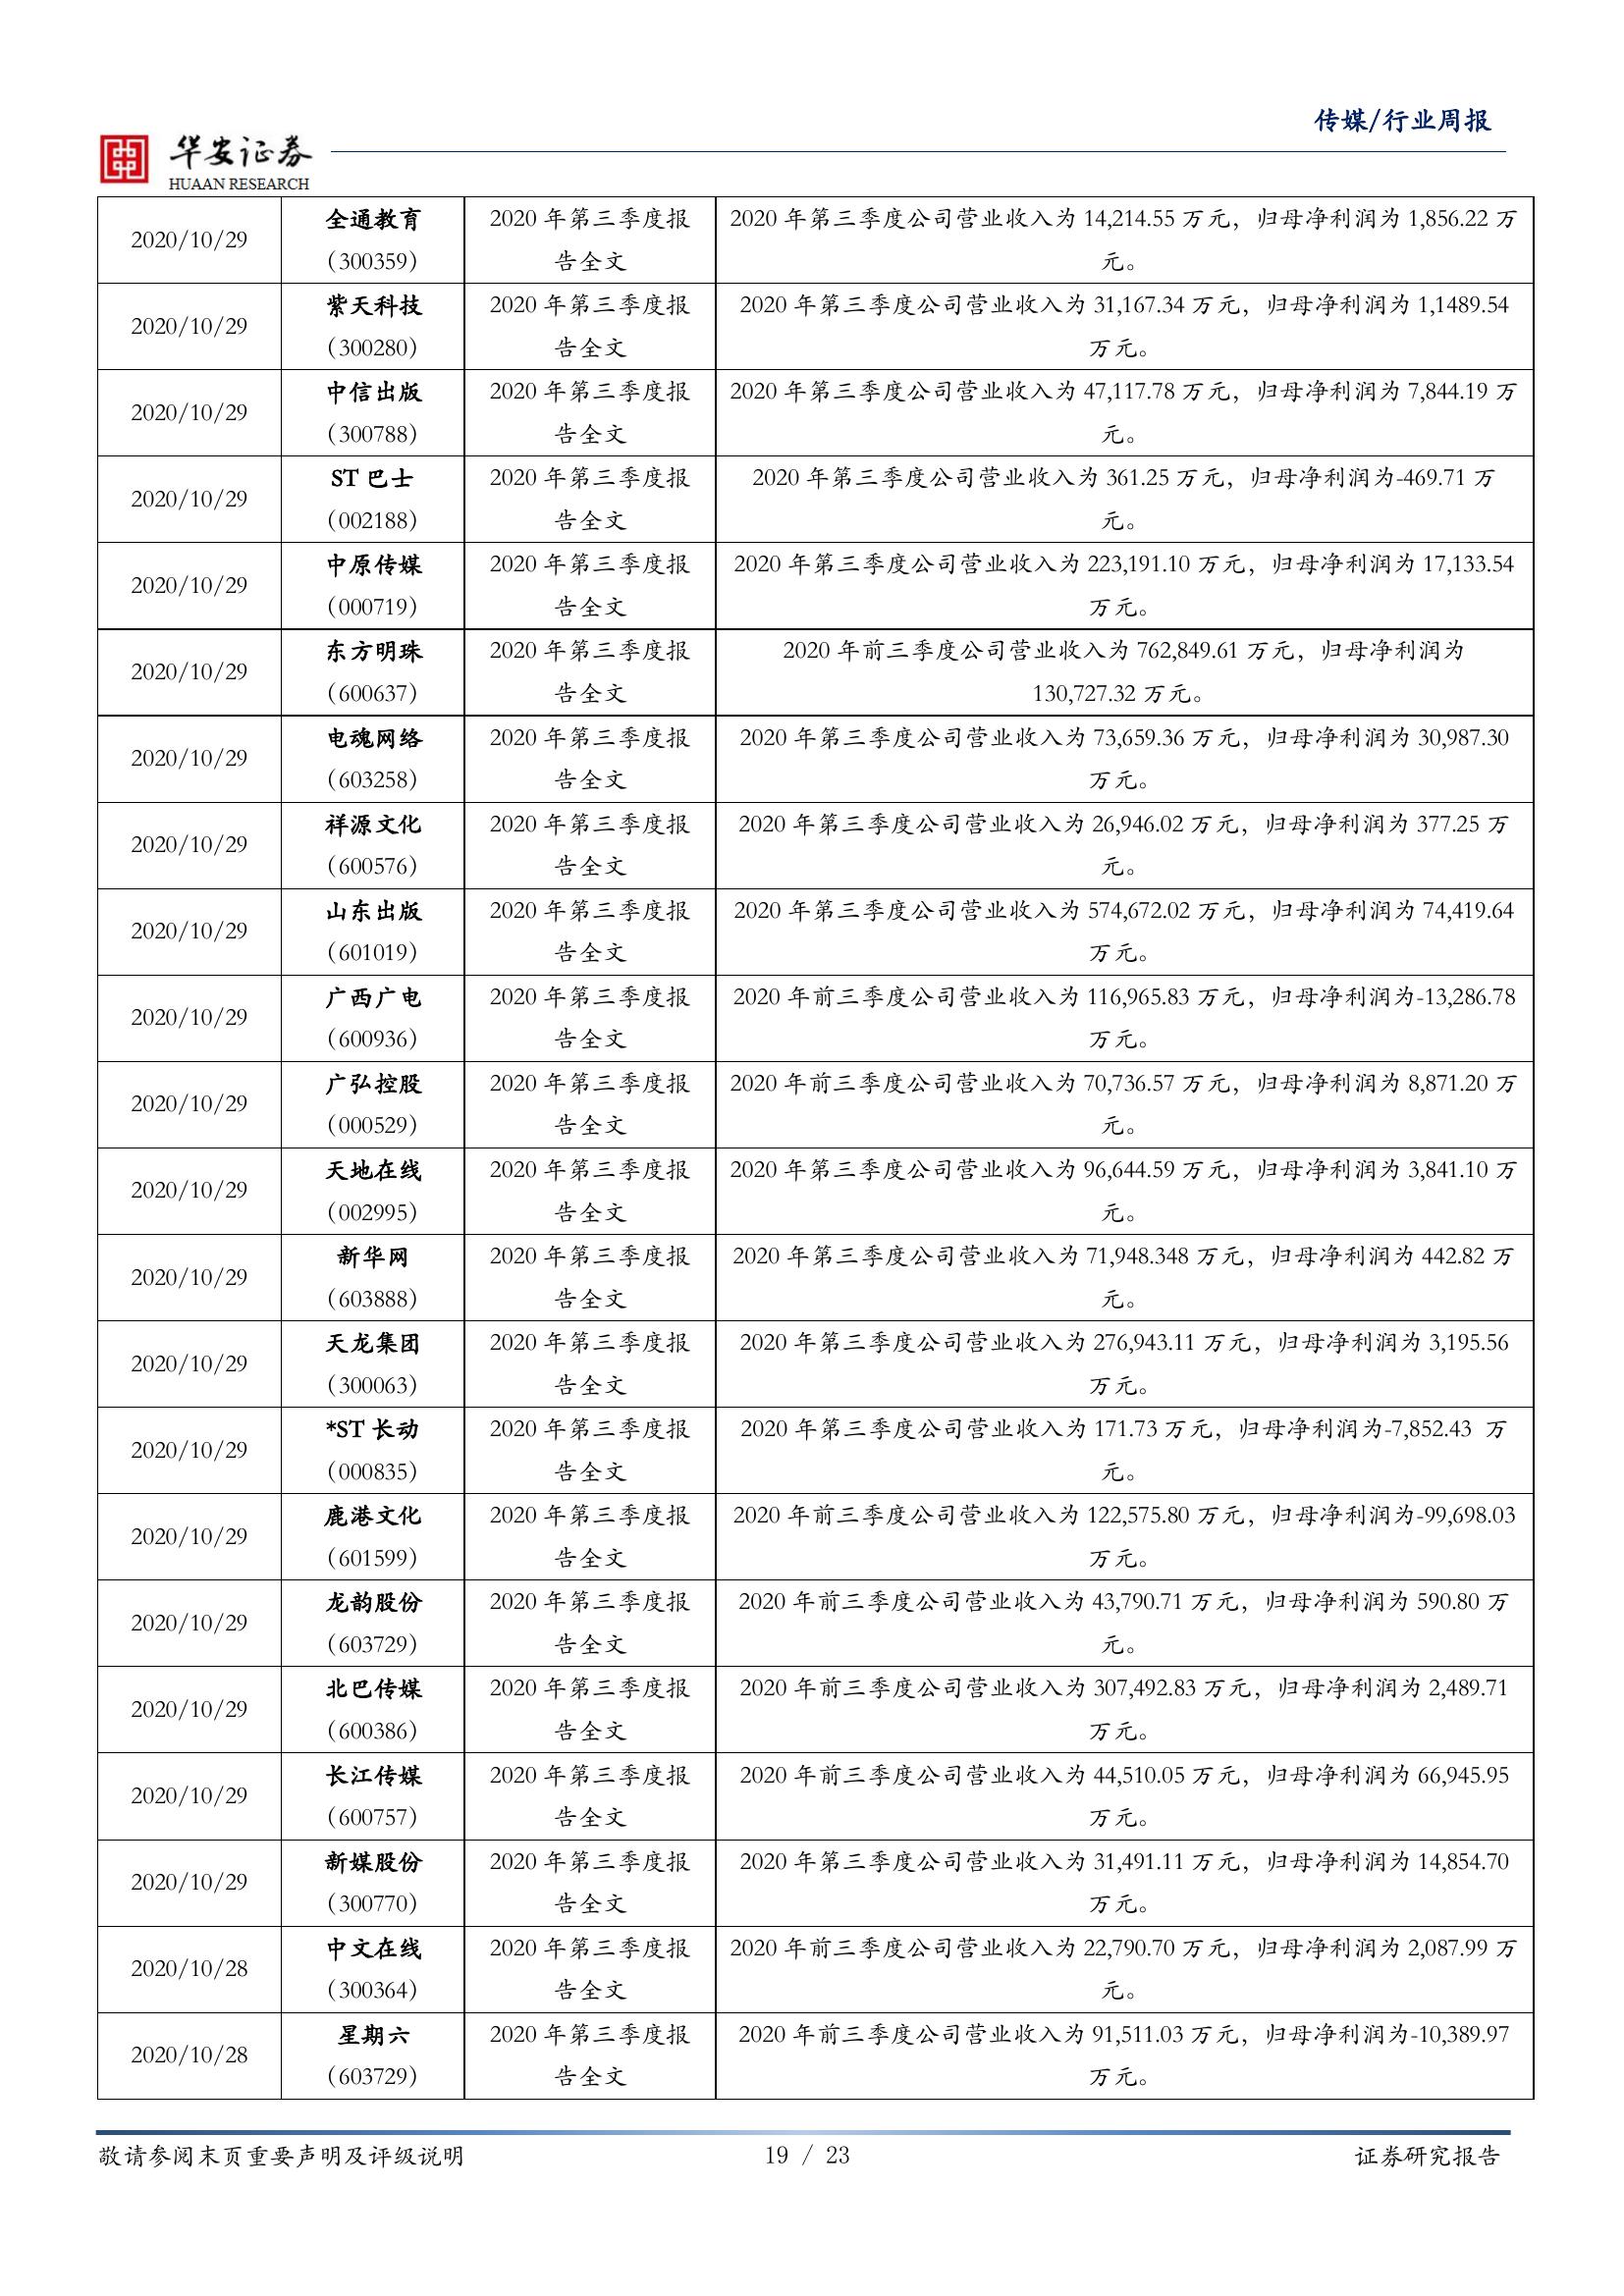 传媒/行业周报
华安证券
HUAAN RESEARCH
2020/10/29
全通教育
（300359）
2020 年第三季度报
告全文
2020 年第三季度公司营业收入为 14,214.55 万元，归母净利润为 1,856.22 万
元。
2020/10/29
紫天科技
（300280）
2020 年第三季度报
告全文
2020 年第三季度公司营业收入为 31,167.34 万元，归母净利润为 1,1489.54
万元。
2020/10/29
中信出版
（300788）
2020 年第三季度报
告全文
2020 年第三季度公司营业收入为 47,117.78 万元，归母净利润为 7,844.19 万
元。
2020/10/29
ST 巴士
（002188）
2020 年第三季度报
告全文
2020 年第三季度公司营业收入为 361.25 万元，归母净利润为-469.71 万
元。
2020/10/29
中原传媒
（000719）
2020 年第三季度报
告全文
2020 年第三季度公司营业收入为 223,191.10 万元，归母净利润为 17,133.54
万元。
2020/10/29
东方明珠
（600637）
2020 年第三季度报
告全文
2020 年前三季度公司营业收入为 762,849.61 万元，归母净利润为
130,727.32 万元。
2020/10/29
电魂网络
（603258）
2020 年第三季度报
告全文
2020 年第三季度公司营业收入为 73,659.36 万元，归母净利润为 30,987.30
万元。
2020/10/29
祥源文化
（600576）
2020 年第三季度报
告全文
2020 年第三季度公司营业收入为 26,946.02 万元，归母净利润为 377.25 万
元。
2020/10/29
山东出版
（601019）
2020 年第三季度报
告全文
2020 年第三季度公司营业收入为 574,672.02 万元，归母净利润为 74,419.64
万元。
2020/10/29
广西广电
（600936）
2020 年第三季度报
告全文
2020 年前三季度公司营业收入为 116,965.83 万元，归母净利润为-13,286.78
万元。
2020/10/29
广弘控股
（000529）
2020 年第三季度报
告全文
2020 年前三季度公司营业收入为 70,736.57 万元，归母净利润为 8,871.20 万
元。
2020/10/29
天地在线
（002995）
2020 年第三季度报
告全文
2020 年第三季度公司营业收入为 96,644.59 万元，归母净利润为 3,841.10 万
元。
2020/10/29
新华网
（603888）
2020 年第三季度报
告全文
2020 年第三季度公司营业收入为 71,948.348 万元，归母净利润为 442.82 万
元。
2020/10/29
天龙集团
（300063）
2020 年第三季度报
告全文
2020 年第三季度公司营业收入为 276,943.11 万元，归母净利润为 3,195.56
万元。
2020/10/29
*ST 长动
（000835）
2020 年第三季度报
告全文
2020 年第三季度公司营业收入为 171.73 万元，归母净利润为-7,852.43 万
元。
2020/10/29
鹿港文化
（601599）
2020 年第三季度报
告全文
2020 年前三季度公司营业收入为 122,575.80 万元，归母净利润为-99,698.03
万元。
2020/10/29
龙韵股份
（603729）
2020 年第三季度报
告全文
2020 年前三季度公司营业收入为 43,790.71 万元，归母净利润为 590.80 万
元。
2020/10/29
北巴传媒
（600386）
2020 年第三季度报
告全文
2020 年前三季度公司营业收入为 307,492.83 万元，归母净利润为 2,489.71
万元。
2020/10/29
长江传媒
（600757）
2020 年第三季度报
告全文
2020 年前三季度公司营业收入为 44,510.05 万元，归母净利润为 66,945.95
万元。
2020/10/29
新媒股份
（300770）
2020 年第三季度报
告全文
2020 年第三季度公司营业收入为 31,491.11 万元，归母净利润为 14,854.70
万元。
2020/10/28
中文在线
（300364）
2020 年第三季度报
告全文
2020 年前三季度公司营业收入为 22,790.70 万元，归母净利润为 2,087.99 万
元。
2020/10/28
星期六
（603729）
2020 年第三季度报
告全文
2020 年前三季度公司营业收入为 91,511.03 万元，归母净利润为-10,389.97
万元。
敬请参阅末页重要声明及评级说明
19 / 23
证券研究报告